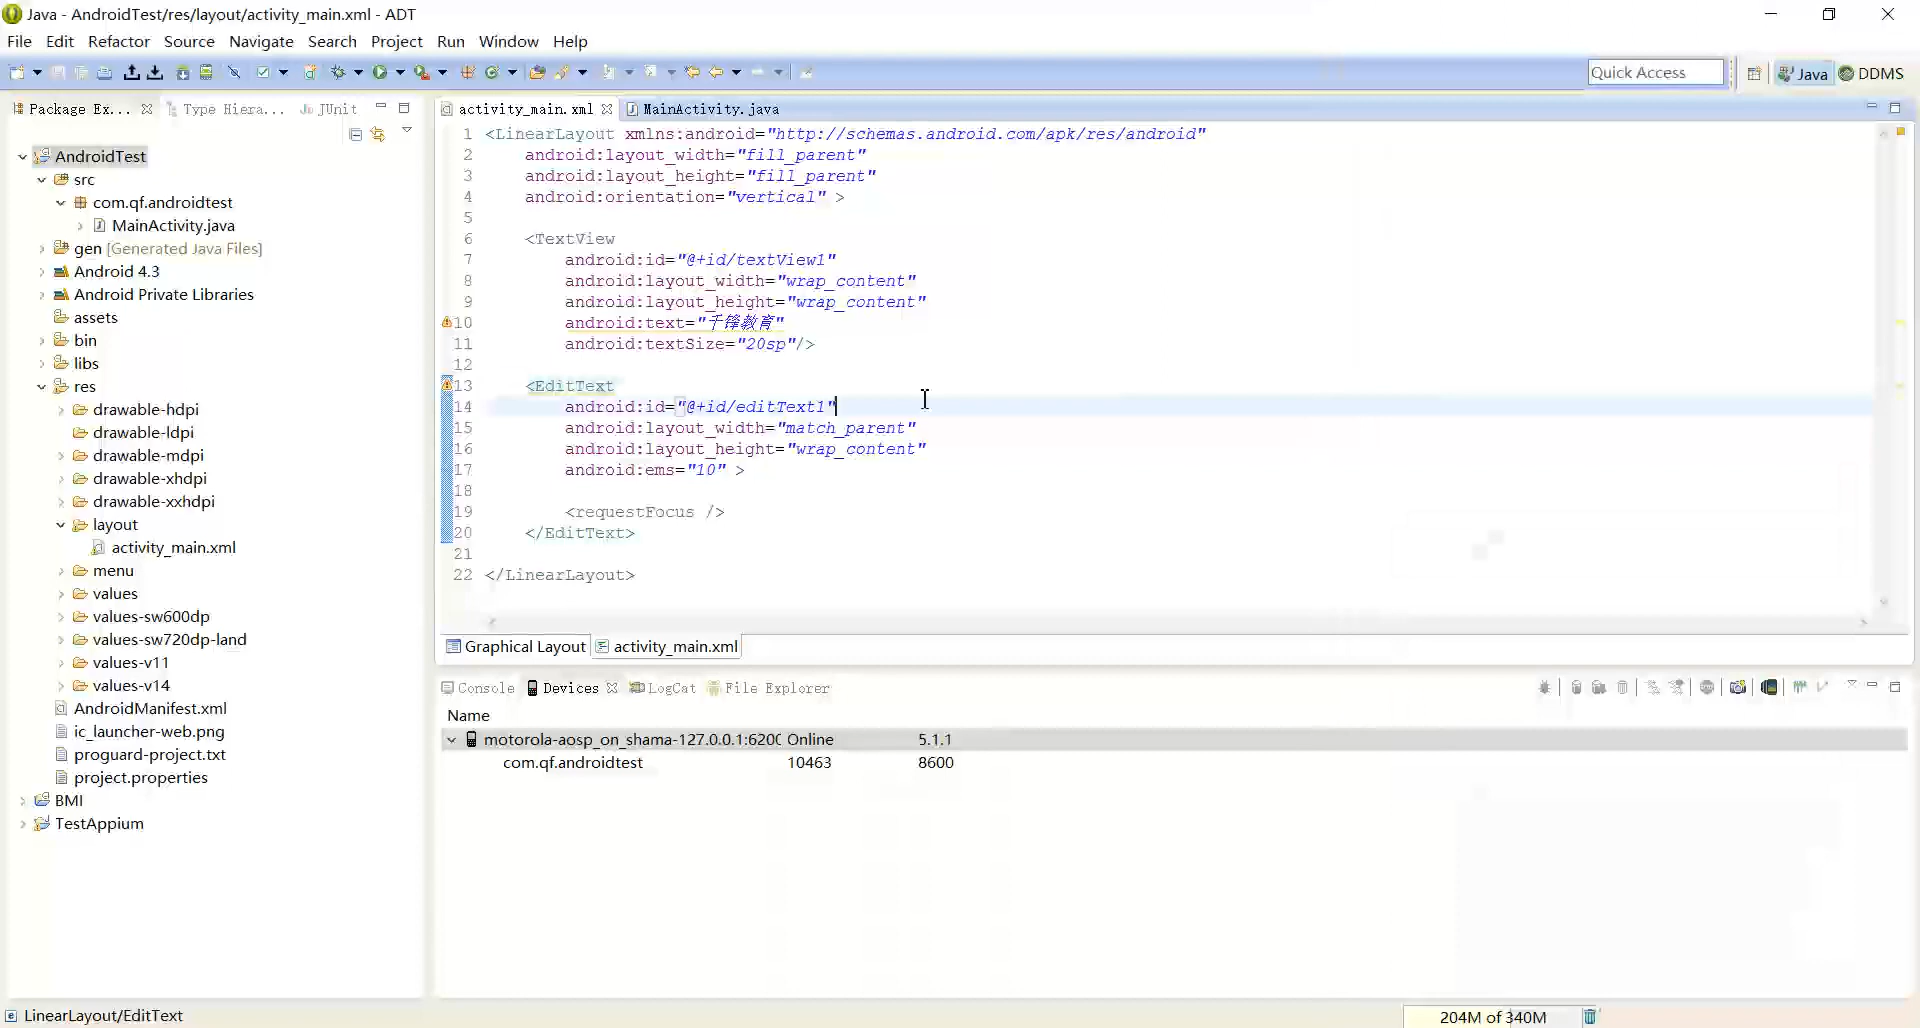 Java - AndroidTest/res/layout/activity_main.xml - ADT
File Edit Refactor Source Navigate Search Project Run Window Help
Quick Access
Java
DDMS
Package Ex...
Type Hiera...
JUnit
AndroidTest
src
com.qf.androidtest
MainActivity.java
gen [Generated Java Files]
Android 4.3
Android Private Libraries
assets
bin
libs
res
drawable-hdpi
drawable-ldpi
drawable-mdpi
drawable-xhdpi
drawable-xxhdpi
layout
activity_main.xml
menu
values
values-sw600dp
values-sw720dp-land
values-v11
values-v14
AndroidManifest.xml
ic_launcher-web.png
proguard-project.txt
project.properties
BMI
TestAppium
activity_main.xml
MainActivity.java
1 <LinearLayout xmlns:android="http://schemas.android.com/apk/res/android"
2 android:layout_width="fill_parent"
3 android:layout_height="fill_parent"
4 android:orientation="vertical" >
5
6 <TextView
7 android:id="@+id/textView1"
8 android:layout_width="wrap_content"
9 android:layout_height="wrap_content"
10 android:text="千锋教育"
11 android:textSize="20sp"/>
12
13 <EditText
14 android:id="@+id/editText1"
15 android:layout_width="match_parent"
16 android:layout_height="wrap_content"
17 android:ems="10" >
18
19 <requestFocus />
20 </EditText>
21
22 </LinearLayout>
Graphical Layout
activity_main.xml
Console
Devices
LogCat
File Explorer
Name
motorola-aosp_on_shama-127.0.0.1:6200 Online 5.1.1
com.qf.androidtest 10463 8600
LinearLayout/EditText
204M of 340M